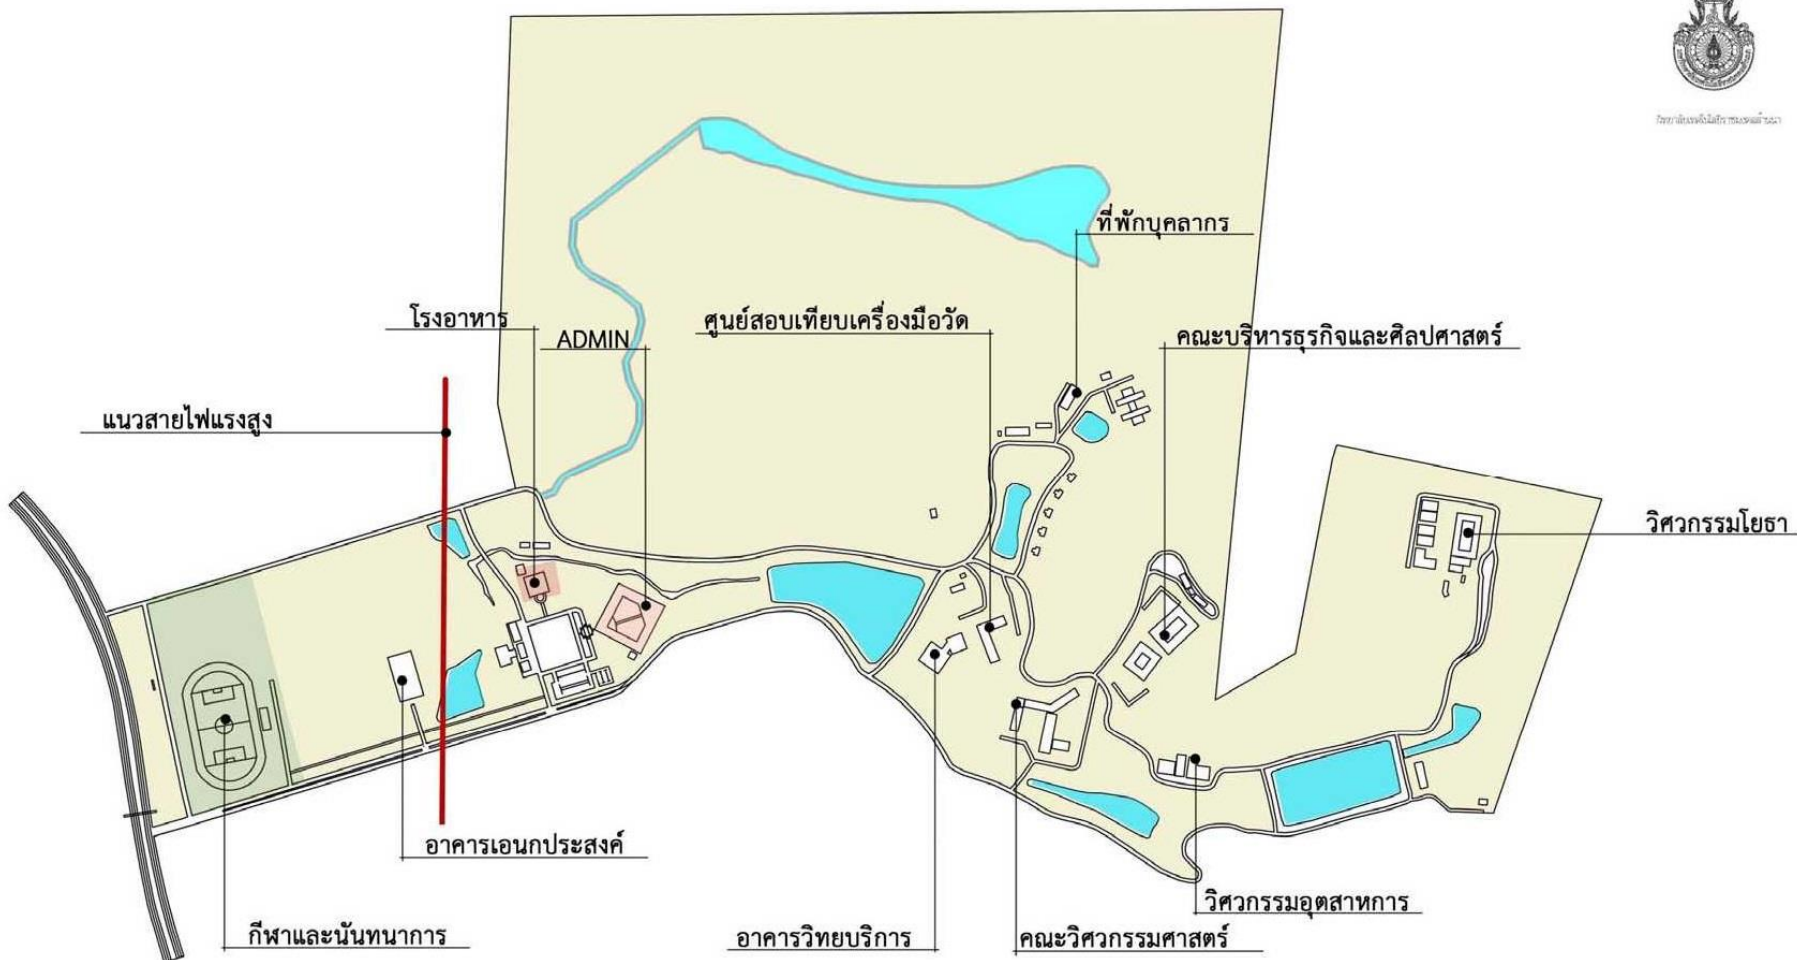 ที่พักบุคลากร
โรงอาหาร
ADMIN
ศูนย์สอบเทียบเครื่องมือวัด
คณะบริหารธุรกิจและศิลปศาสตร์
แนวสายไฟแรงสูง
วิศวกรรมโยธา
อาคารเอนกประสงค์
กีฬาและนันทนาการ
อาคารวิทยบริการ
คณะวิศวกรรมศาสตร์
วิศวกรรมอุตสาหการ